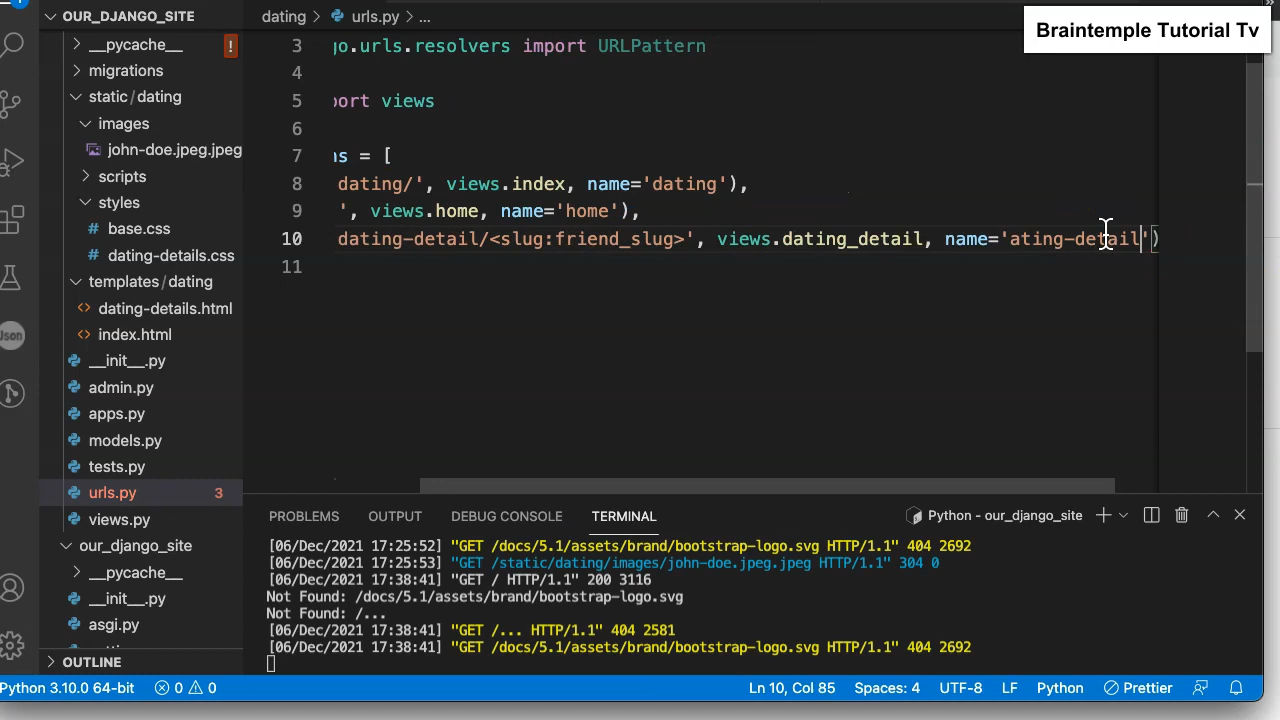 OUR_DJANGO_SITE
__pycache__
!
migrations
static/dating
images
john-doe.jpeg.jpeg
scripts
styles
base.css
dating-details.css
templates/dating
dating-details.html
index.html
__init__.py
admin.py
apps.py
models.py
tests.py
urls.py 3
views.py
our_django_site
__pycache__
__init__.py
asgi.py
OUTLINE
Json
dating > urls.py > ...
Braintemple Tutorial Tv
3 go.urls.resolvers import URLPattern
4
5 port views
6
7 ns = [
8 dating/', views.index, name='dating'),
9 ', views.home, name='home'),
10 dating-detail/<slug:friend_slug>', views.dating_detail, name='ating-detail')
11
PROBLEMS OUTPUT DEBUG CONSOLE TERMINAL Python - our_django_site
[06/Dec/2021 17:25:52] "GET /docs/5.1/assets/brand/bootstrap-logo.svg HTTP/1.1" 404 2692
[06/Dec/2021 17:25:53] "GET /static/dating/images/john-doe.jpeg.jpeg HTTP/1.1" 304 0
[06/Dec/2021 17:38:41] "GET / HTTP/1.1" 200 3116
Not Found: /docs/5.1/assets/brand/bootstrap-logo.svg
Not Found: /...
[06/Dec/2021 17:38:41] "GET /... HTTP/1.1" 404 2581
[06/Dec/2021 17:38:41] "GET /docs/5.1/assets/brand/bootstrap-logo.svg HTTP/1.1" 404 2692
Python 3.10.0 64-bit 0 0 Ln 10, Col 85 Spaces: 4 UTF-8 LF Python Prettier